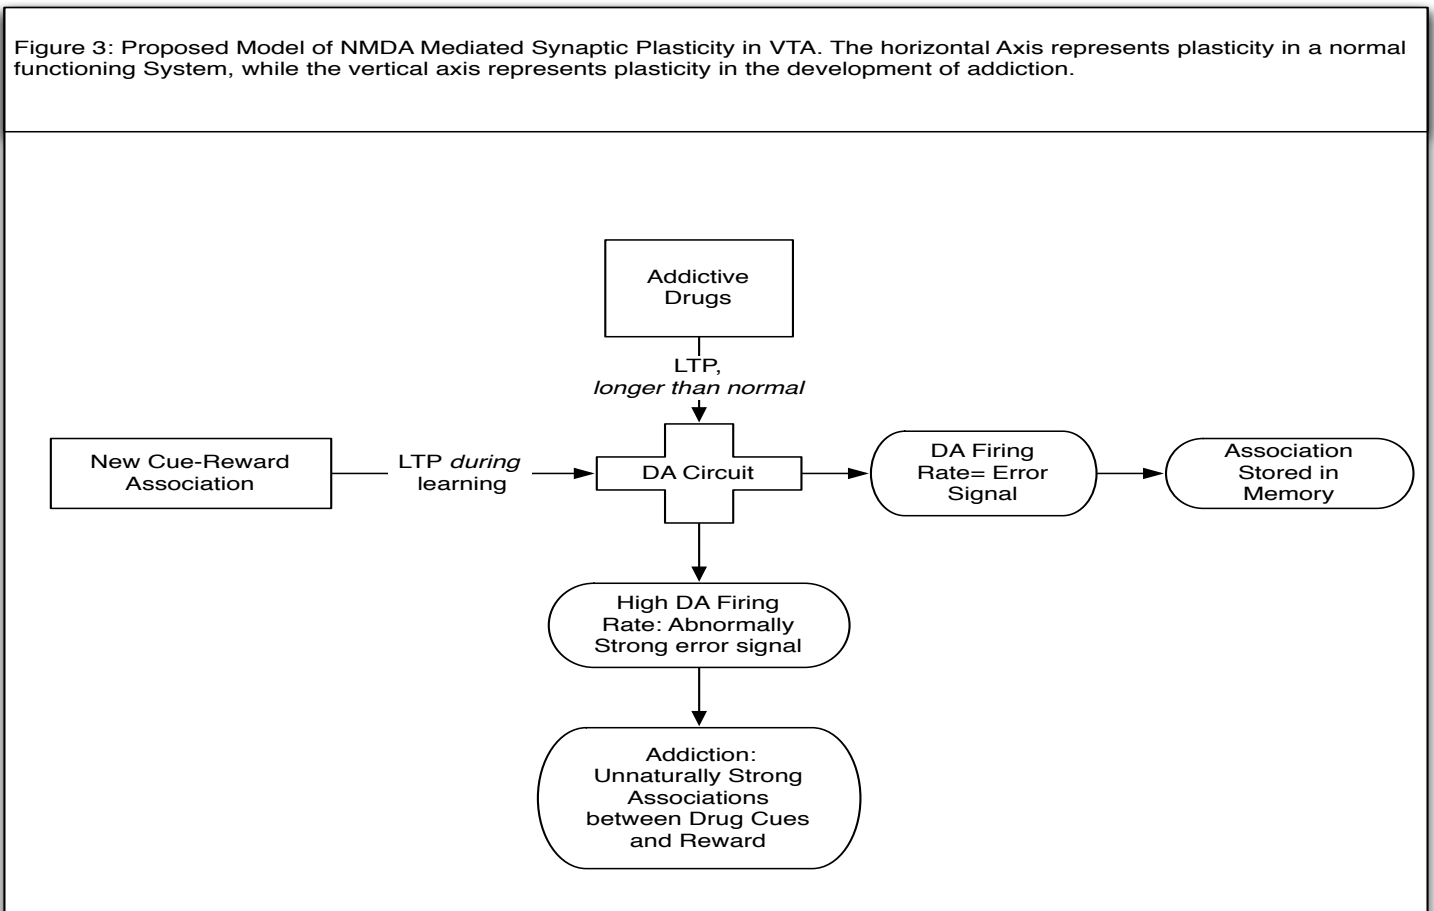 Figure 3: Proposed Model of NMDA Mediated Synaptic Plasticity in VTA. The horizontal Axis represents plasticity in a normal
functioning System, while the vertical axis represents plasticity in the development of addiction.
Addictive
Drugs
LTP,
longer than normal
New Cue-Reward
Association
LTP during
learning
DA Circuit
DA Firing
Rate= Error
Signal
Association
Stored in
Memory
High DA Firing
Rate: Abnormally
Strong error signal
Addiction:
Unnaturally Strong
Associations
between Drug Cues
and Reward